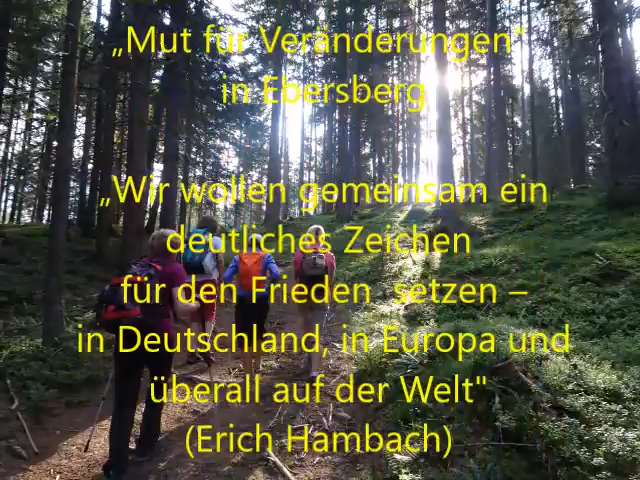 „Mut für Veränderungen“
in Ebersberg
„Wir wollen gemeinsam ein
deutliches Zeichen
für den Frieden  setzen –
in Deutschland, in Europa und
überall auf der Welt"
(Erich Hambach)